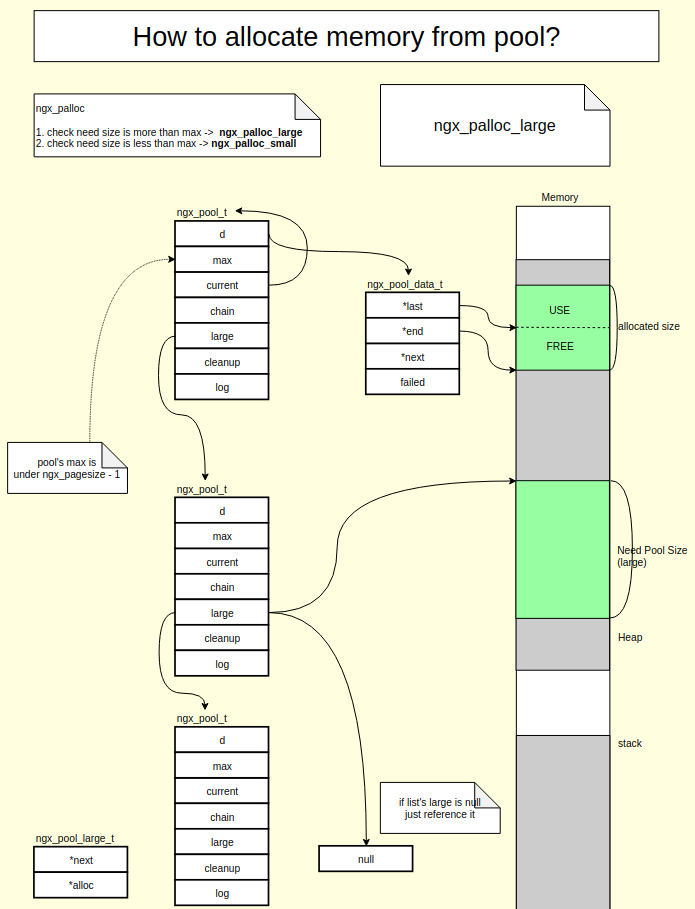 How to allocate memory from pool?
ngx_palloc
1. check need size is more than max -> ngx_palloc_large
2. check need size is less than max -> ngx_palloc_small
ngx_palloc_large
ngx_pool_t
d
max
current
chain
large
cleanup
log
ngx_pool_data_t
*last
*end
*next
failed
Memory
USE
FREE
allocated size
pool's max is
under ngx_pagesize - 1
ngx_pool_t
d
max
current
chain
large
cleanup
log
Need Pool Size
(large)
Heap
stack
ngx_pool_t
d
max
current
chain
large
cleanup
log
if list's large is null
just reference it
null
ngx_pool_large_t
*next
*alloc